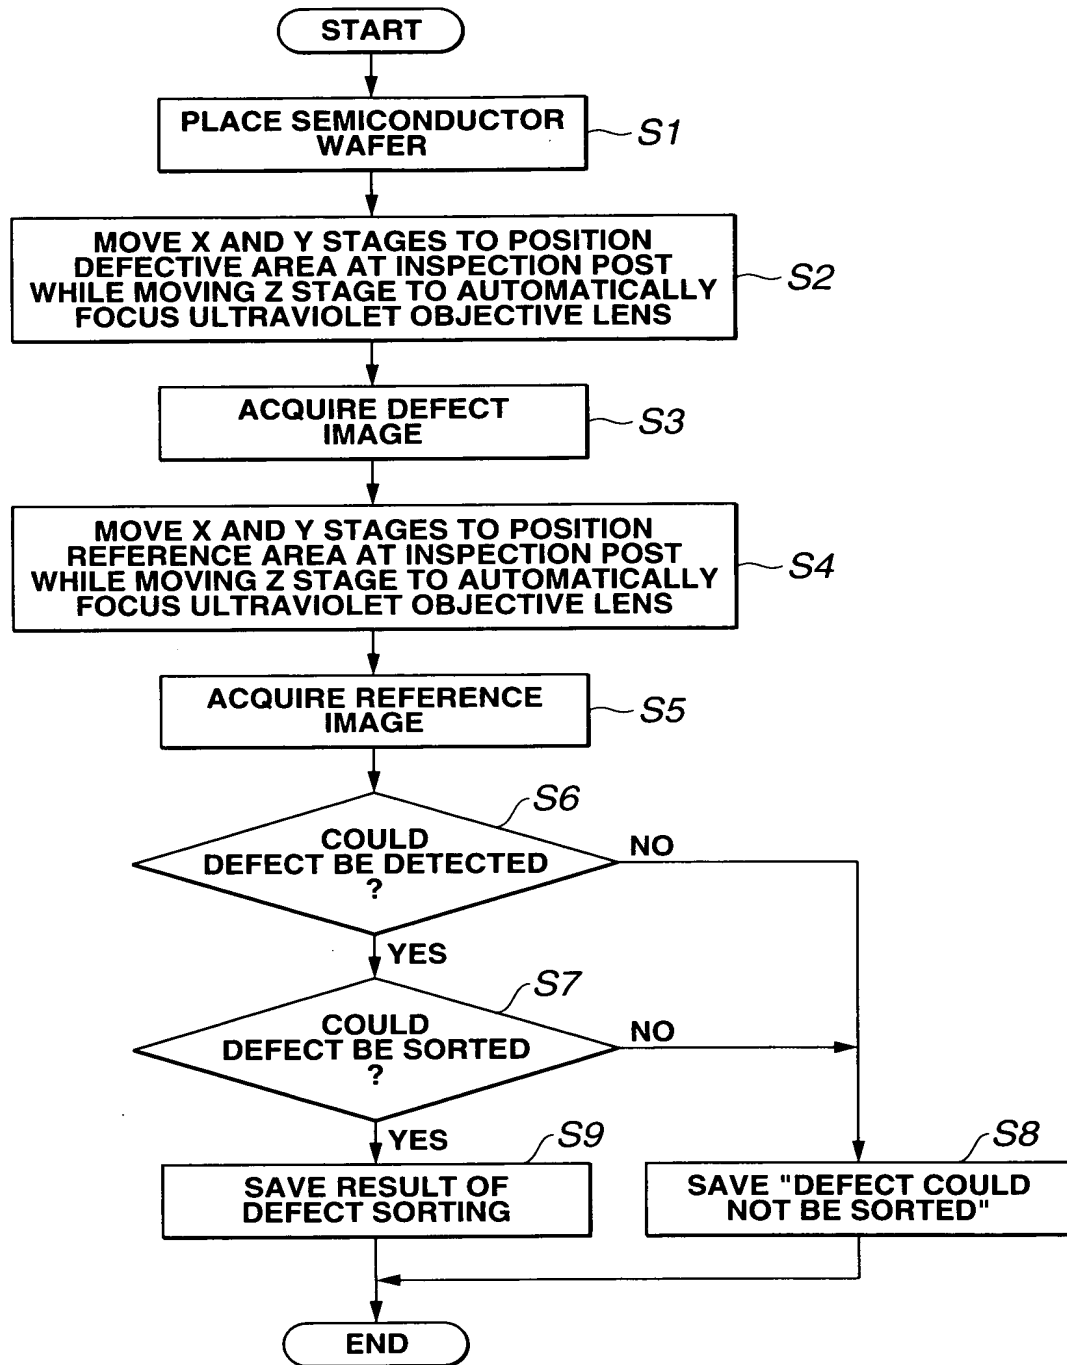 START
PLACE SEMICONDUCTOR
WAFER
S1
MOVE X AND Y STAGES TO POSITION
DEFECTIVE AREA AT INSPECTION POST
WHILE MOVING Z STAGE TO AUTOMATICALLY
FOCUS ULTRAVIOLET OBJECTIVE LENS
S2
ACQUIRE DEFECT
IMAGE
S3
MOVE X AND Y STAGES TO POSITION
REFERENCE AREA AT INSPECTION POST
WHILE MOVING Z STAGE TO AUTOMATICALLY
FOCUS ULTRAVIOLET OBJECTIVE LENS
S4
ACQUIRE REFERENCE
IMAGE
S5
S6
COULD
DEFECT BE DETECTED
?
NO
YES
S7
COULD
DEFECT BE SORTED
?
NO
YES
S9
SAVE RESULT OF
DEFECT SORTING
S8
SAVE "DEFECT COULD
NOT BE SORTED"
END